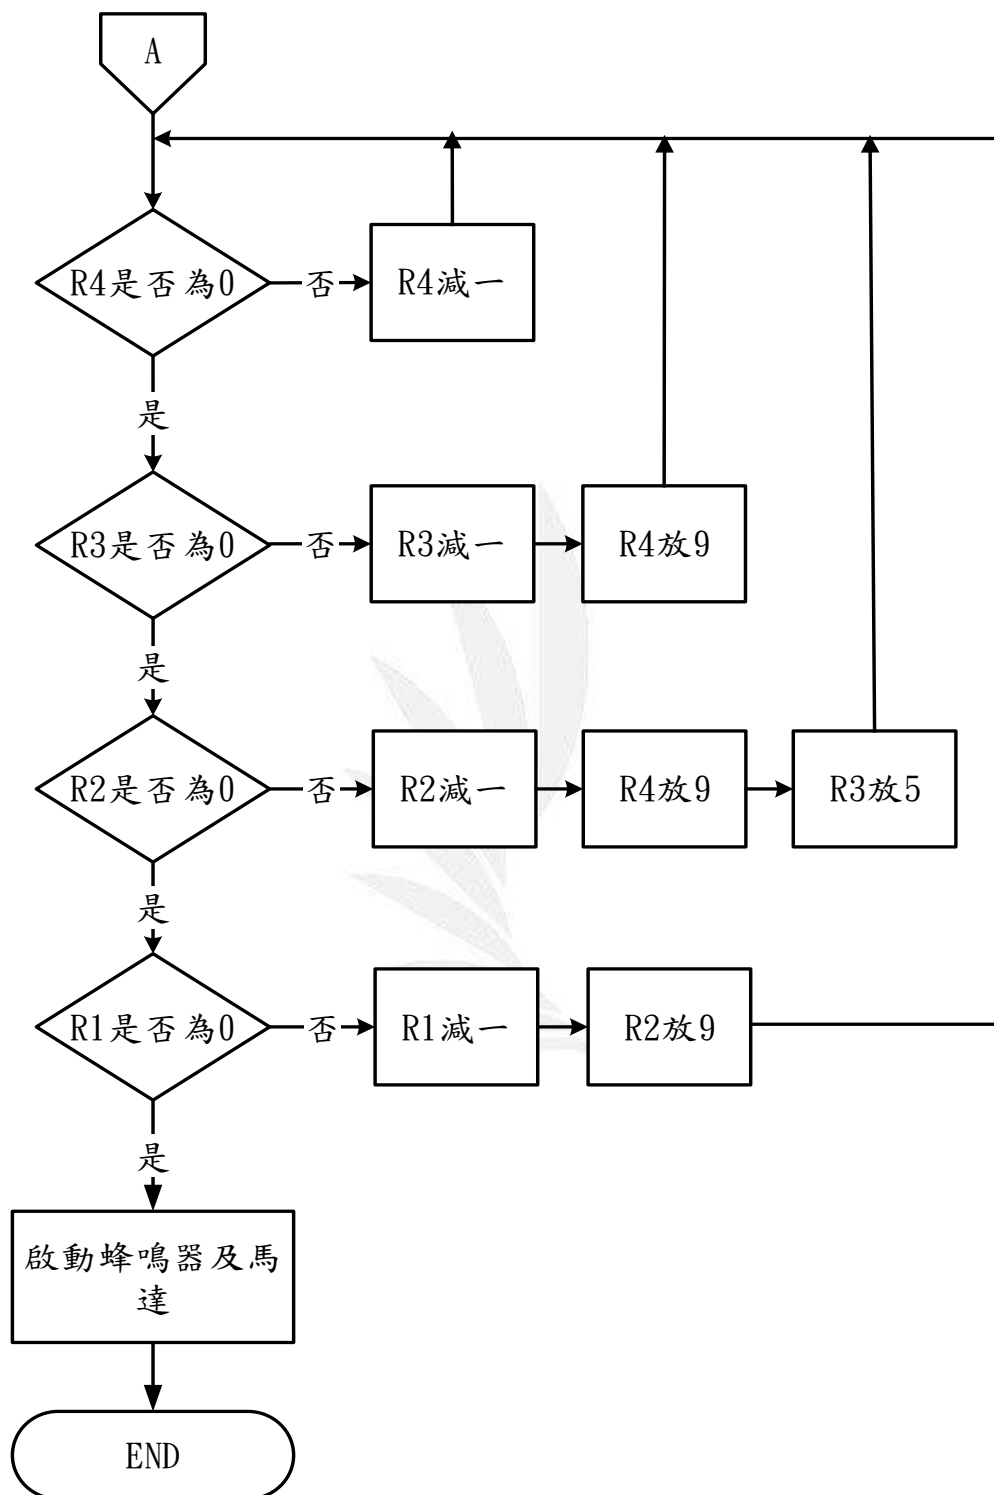 A
R4是否為0
否
R4減一
是
R3是否為0
否
R3減一
R4放9
是
R2是否為0
否
R2減一
R4放9
R3放5
是
R1是否為0
否
R1減一
R2放9
是
啟動蜂鳴器及馬
達
END